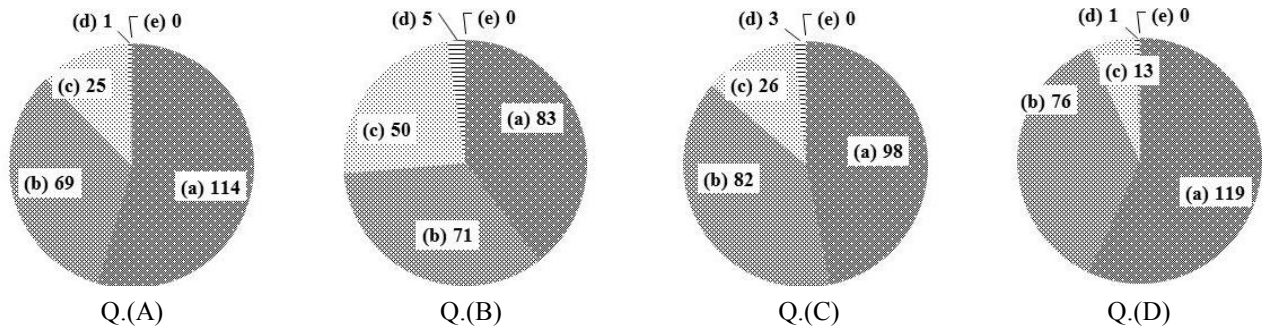 (d) 1 (e) 0
(c) 25
(b) 69
(a) 114
Q.(A)
(d) 5 (e) 0
(a) 83
(c) 50
(b) 71
Q.(B)
(d) 3 (e) 0
(c) 26
(a) 98
(b) 82
Q.(C)
(d) 1 (e) 0
(c) 13
(b) 76
(a) 119
Q.(D)